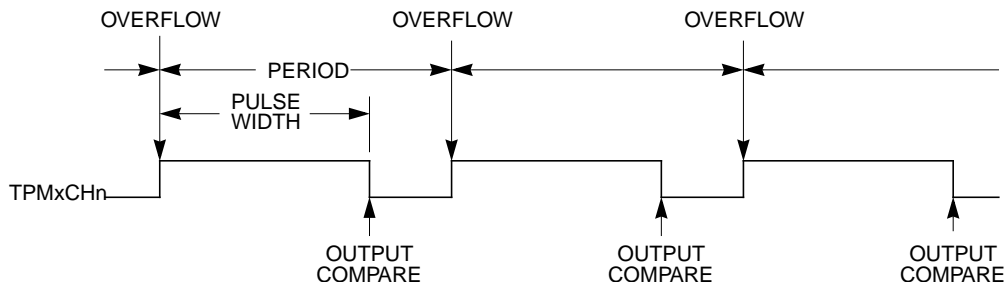 OVERFLOW OVERFLOW OVERFLOW
PERIOD
PULSE
WIDTH
TPMxCHn
OUTPUT OUTPUT OUTPUT
COMPARE COMPARE COMPARE